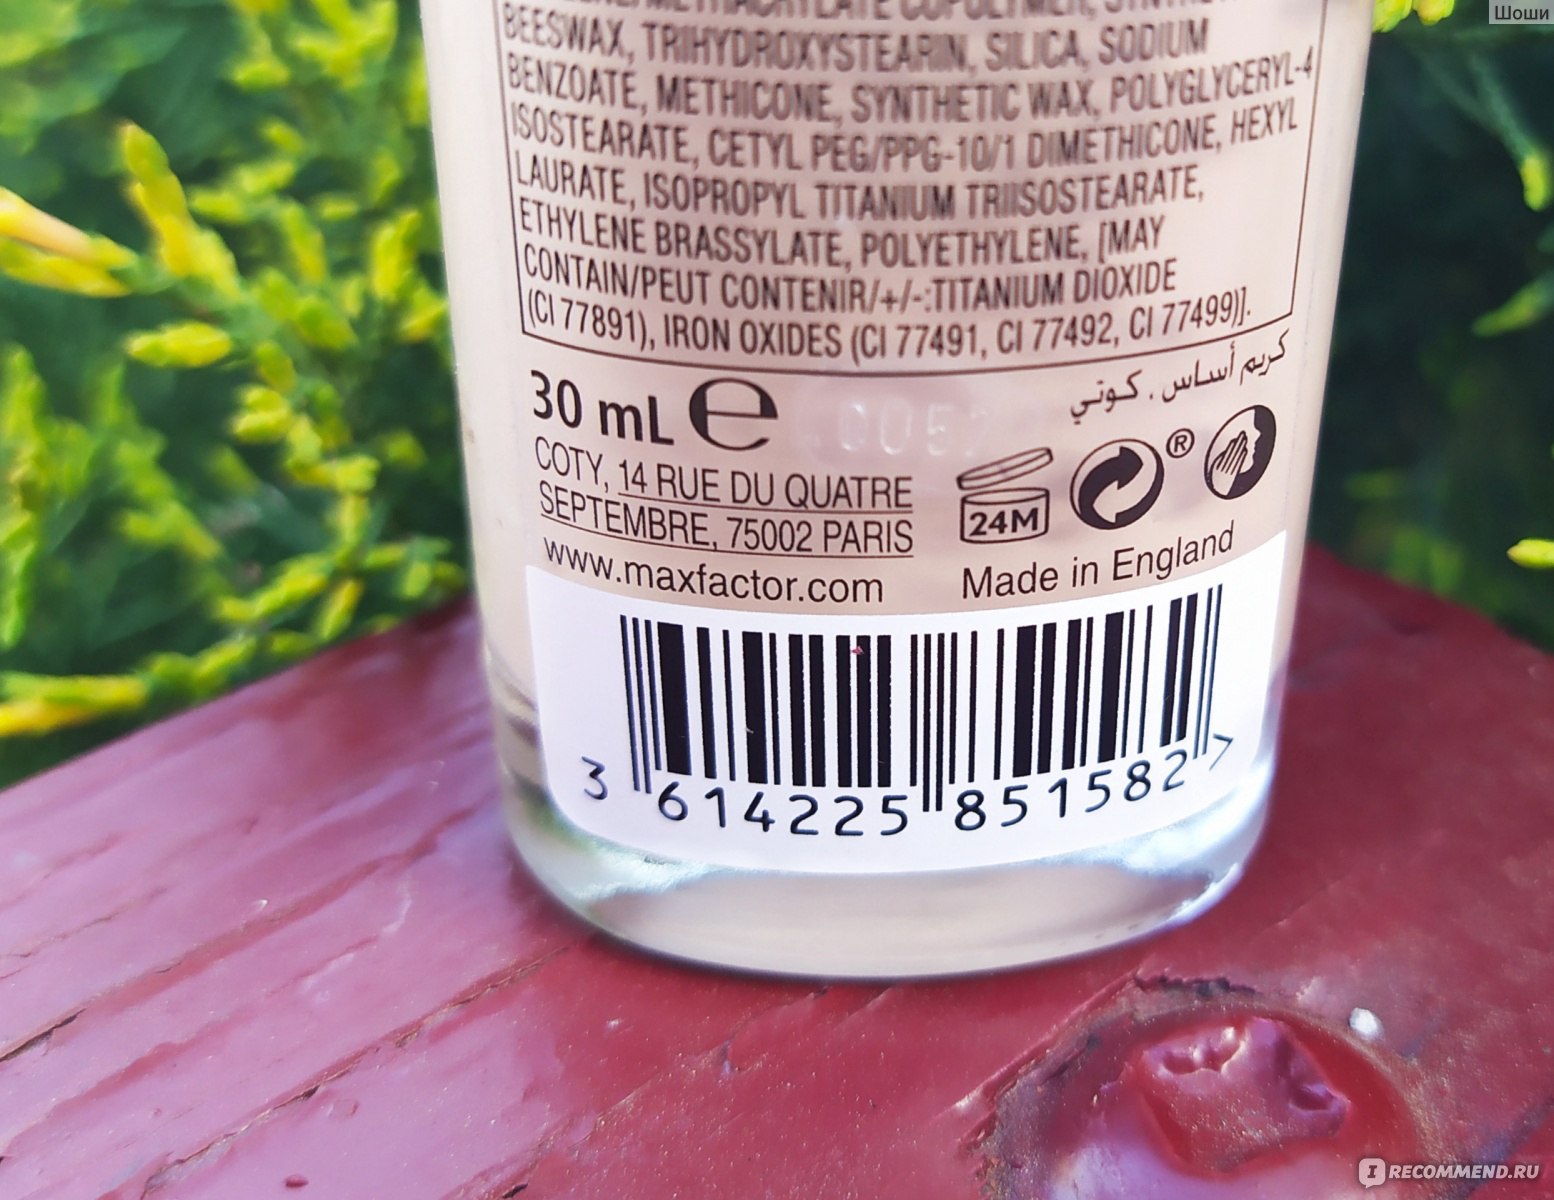 Шоши
COPOLYMER,
BEESWAX, TRIHYDROXYSTEARIN, SILICA, SODIUM
BENZOATE, METHICONE, SYNTHETIC WAX, POLYGLYCERYL-4
ISOSTEARATE, CETYL PEG/PPG-10/1 DIMETHICONE, HEXYL
LAURATE, ISOPROPYL TITANIUM TRIISOSTEARATE,
ETHYLENE BRASSYLATE, POLYETHYLENE, [MAY
CONTAIN/PEUT CONTENIR/+/-:TITANIUM DIOXIDE
(CI 77891), IRON OXIDES (CI 77491, CI 77492, CI 77499)].
كريم أساس . كوتي
30 mL e
COTY, 14 RUE DU QUATRE
SEPTEMBRE, 75002 PARIS
www.maxfactor.com
24M
®
Made in England
3 614225 851582 >
IRECOMMEND.RU